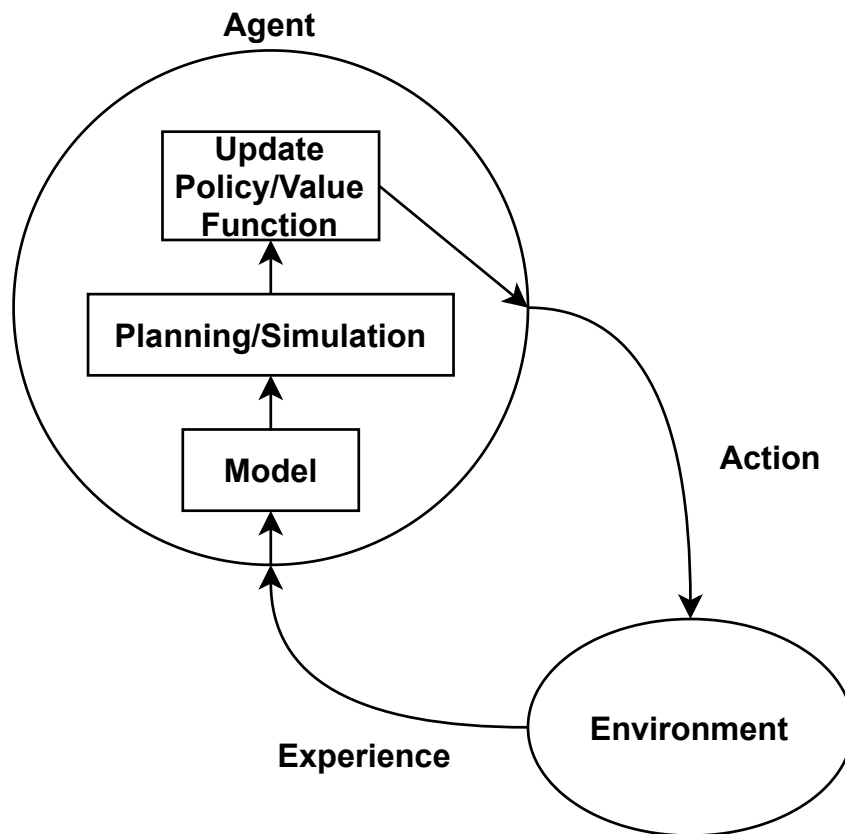 Agent
Update
Policy/Value
Function
Planning/Simulation
Model
Action
Experience
Environment